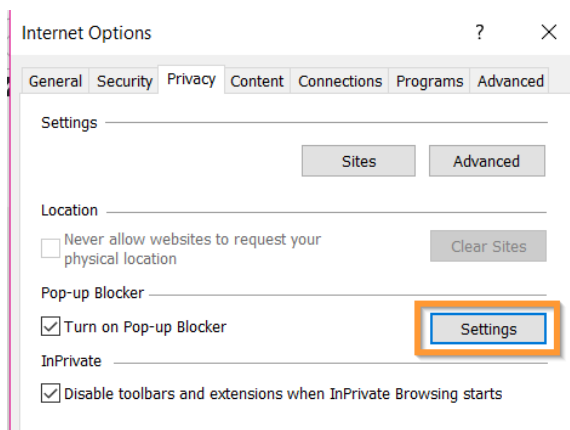 Internet Options ?
General Security Privacy Content Connections Programs Advanced
Settings
Sites Advanced
Location
Never allow websites to request your
physical location
Clear Sites
Pop-up Blocker
Turn on Pop-up Blocker
Settings
InPrivate
Disable toolbars and extensions when InPrivate Browsing starts